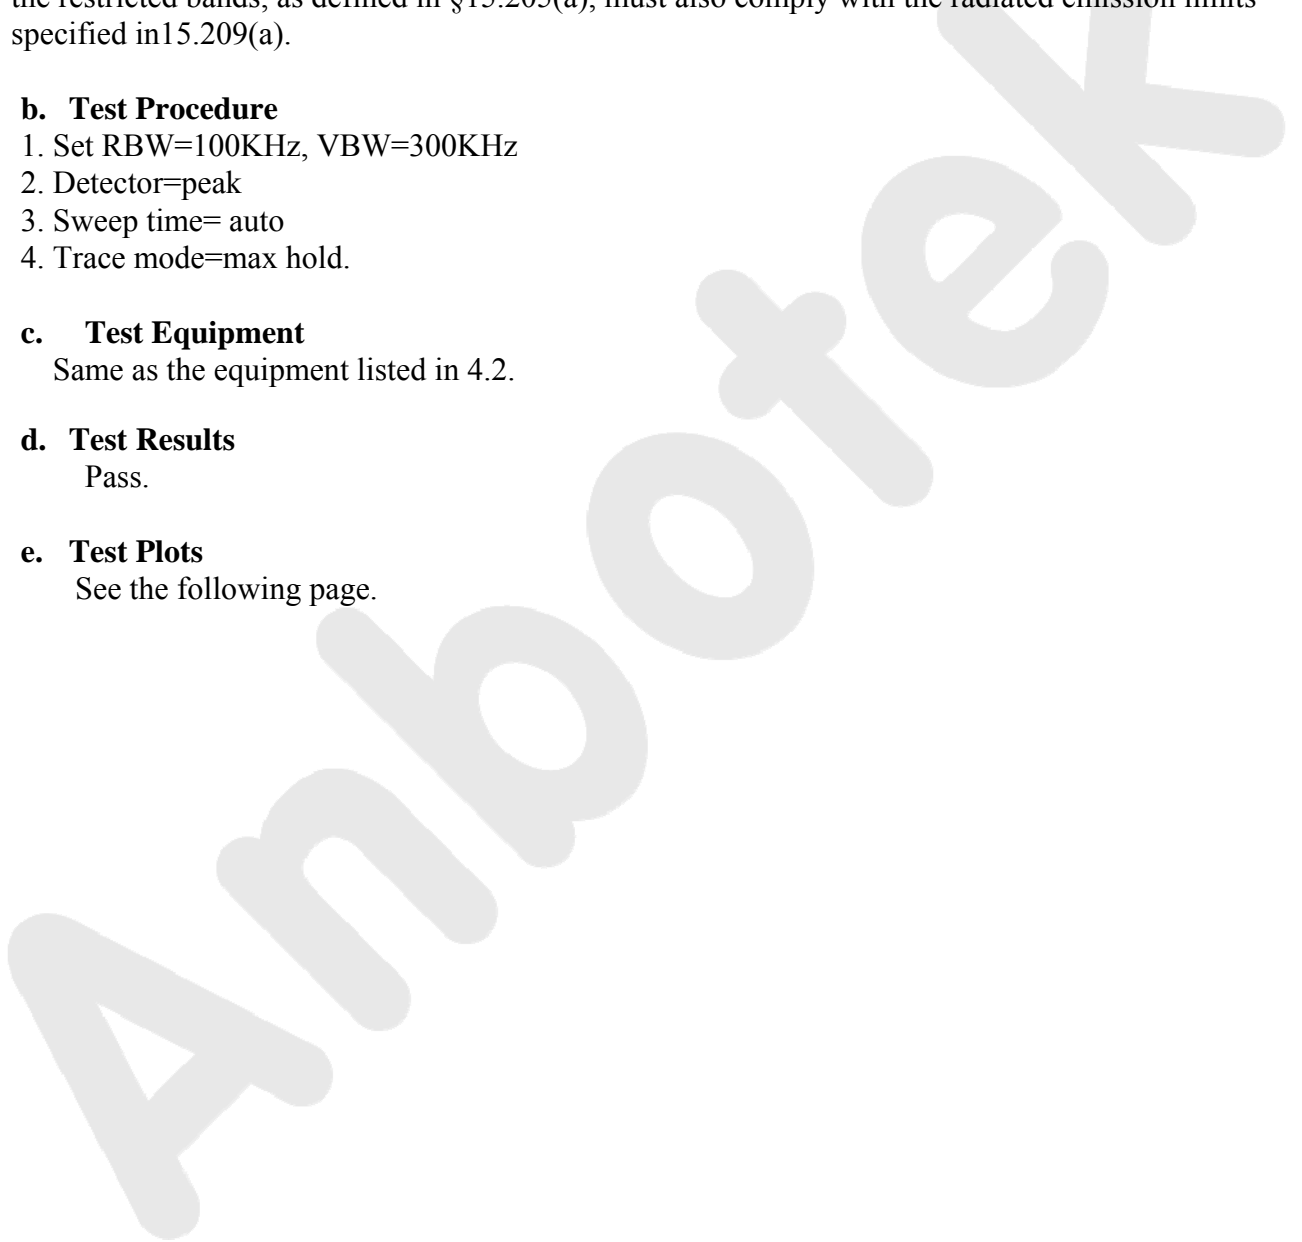 the restricted bands, as defined in §15.205(a), must also comply with the radiated emission limits
specified in15.209(a).
b. Test Procedure
1. Set RBW=100KHz, VBW=300KHz
2. Detector=peak
3. Sweep time= auto
4. Trace mode=max hold.
c. Test Equipment
Same as the equipment listed in 4.2.
d. Test Results
Pass.
e. Test Plots
See the following page.
Anbotek